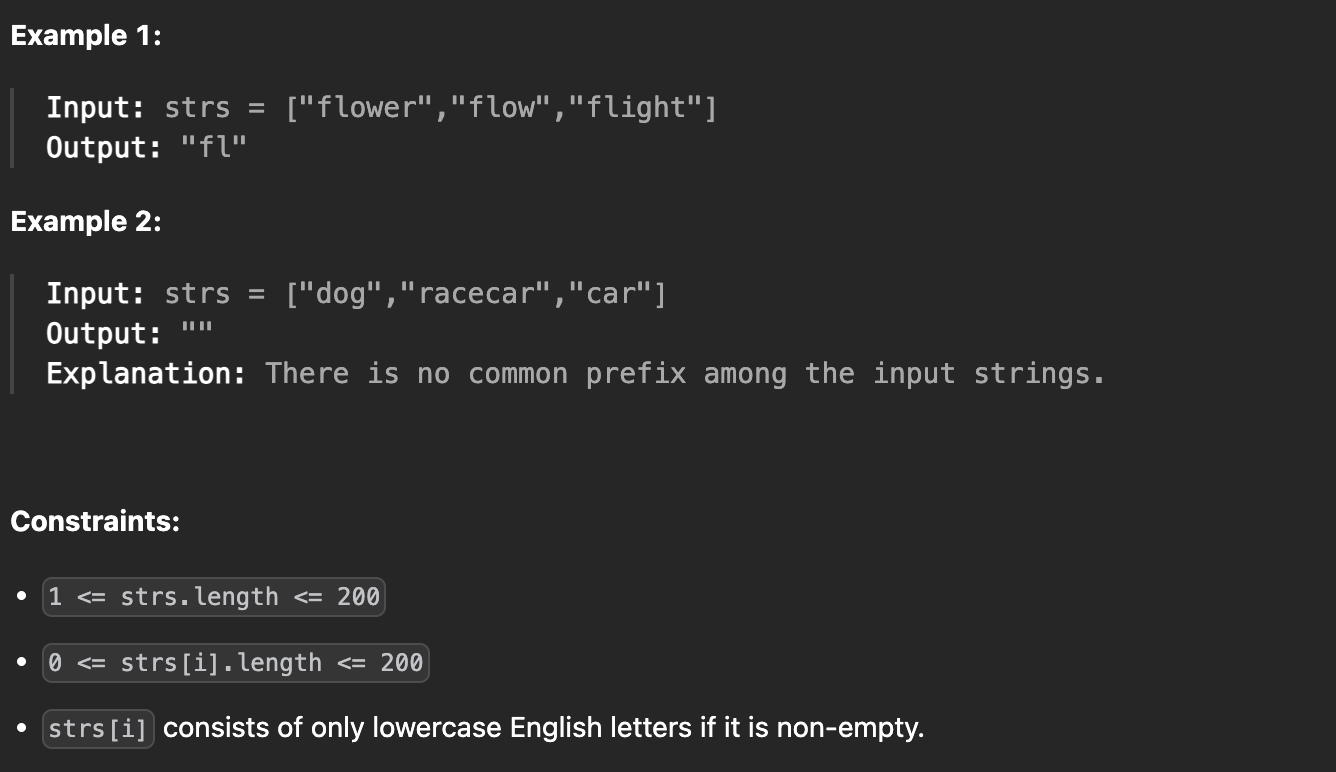 Example 1:
Input: strs = ["flower","flow","flight"]
Output: "fl"
Example 2:
Input: strs = ["dog","racecar","car"]
Output: ""
Explanation: There is no common prefix among the input strings.
Constraints:
• 1 <= strs.length <= 200
• 0 <= strs[i].length <= 200
• strs[i] consists of only lowercase English letters if it is non-empty.